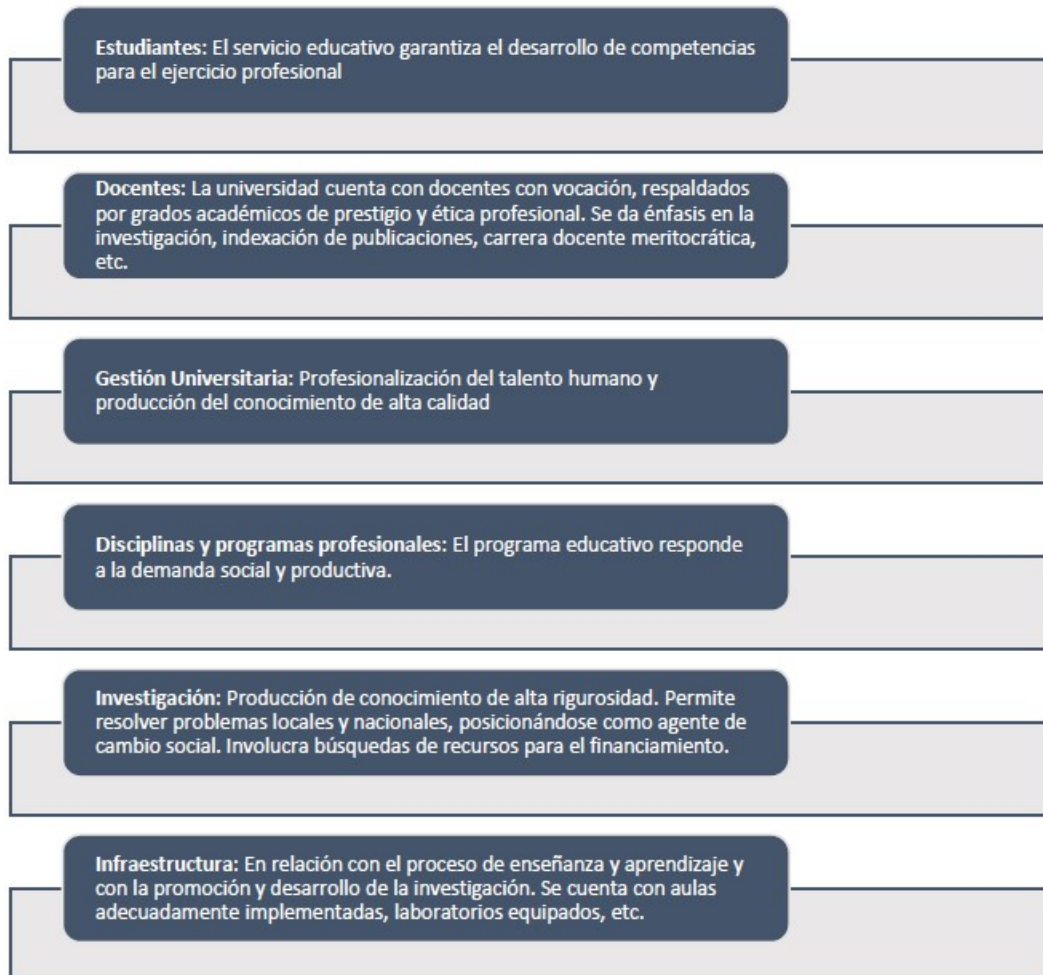 Estudiantes: El servicio educativo garantiza el desarrollo de competencias
para el ejercicio profesional
Docentes: La universidad cuenta con docentes con vocación, respaldados
por grados académicos de prestigio y ética profesional. Se da énfasis en la
investigación, indexación de publicaciones, carrera docente meritocrática,
etc.
Gestión Universitaria: Profesionalización del talento humano y
producción del conocimiento de alta calidad
Disciplinas y programas profesionales: El programa educativo responde
a la demanda social y productiva.
Investigación: Producción de conocimiento de alta rigurosidad. Permite
resolver problemas locales y nacionales, posicionándose como agente de
cambio social. Involucra búsquedas de recursos para el financiamiento.
Infraestructura: En relación con el proceso de enseñanza y aprendizaje y
con la promoción y desarrollo de la investigación. Se cuenta con aulas
adecuadamente implementadas, laboratorios equipados, etc.